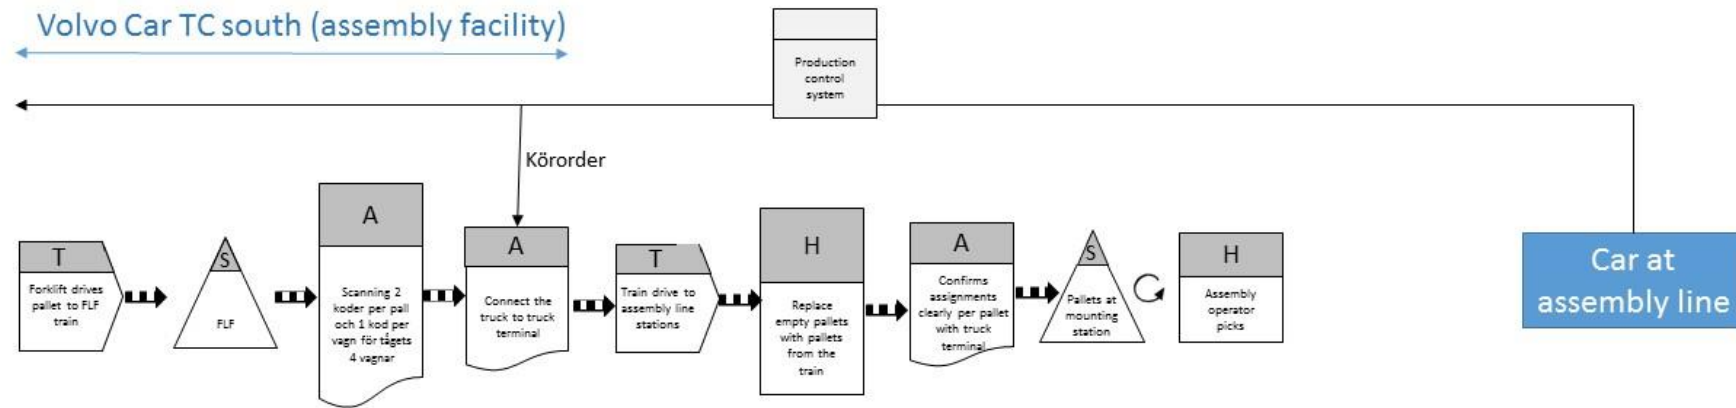 Volvo Car TC south (assembly facility)
Production
control
system
Körorder
T
Forklift drives
pallet to FLF
train
S
FLF
A
Scanning 2
koder per pall
och 1 kod per
vagn för tågets
4 vagnar
A
Connect the
truck to truck
terminal
T
Train drive to
assembly line
stations
H
Replace
empty pallets
with pallets
from the
train
A
Confirms
assignments
clearly per pallet
with truck
terminal
S
Pallets at
mounting
station
H
Assembly
operator
picks
Car at
assembly line